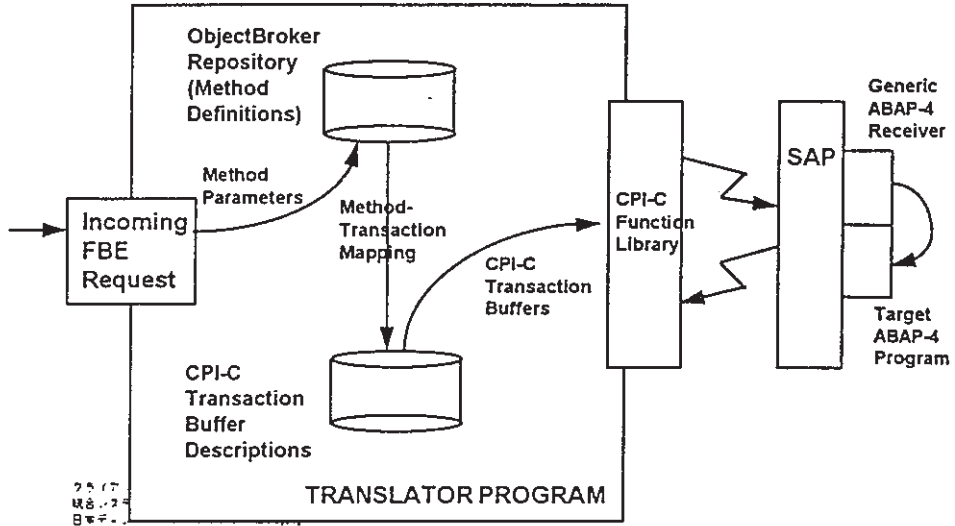 ObjectBroker
Repository
(Method
Definitions)
Generic
ABAP-4
Receiver
SAP
Method
Parameters
Incoming
FBE
Request
Method-
Transaction
Mapping
CPI-C
Function
Library
CPI-C
Transaction
Buffers
Target
ABAP-4
Program
CPI-C
Transaction
Buffer
Descriptions
TRANSLATOR PROGRAM